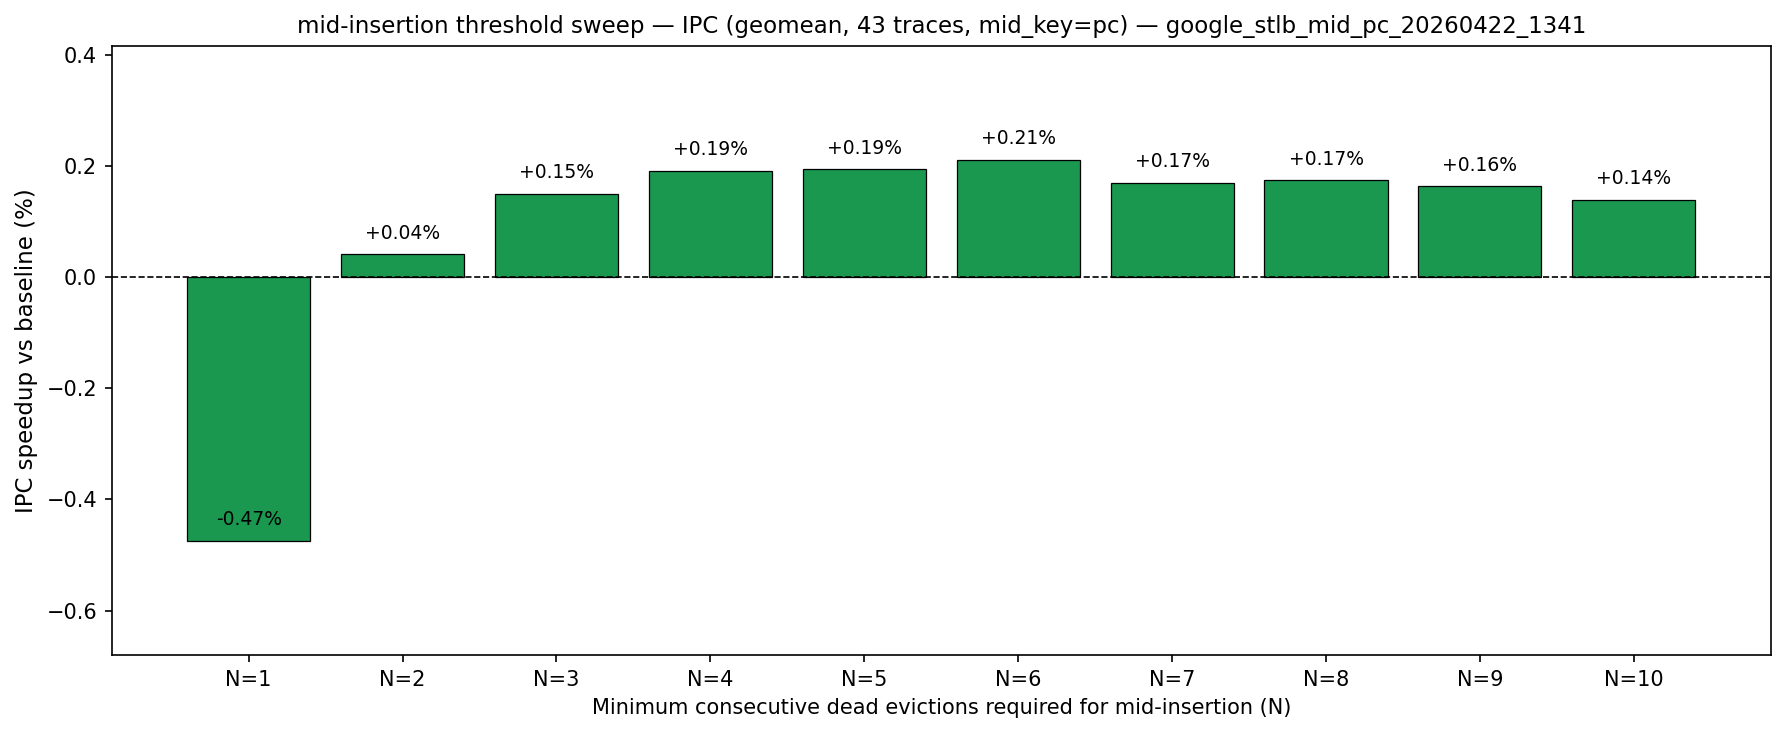 mid-insertion threshold sweep — IPC (geomean, 43 traces, mid_key=pc) — google_stlb_mid_pc_20260422_1341
IPC speedup vs baseline (%)
0.4
0.2
0.0
−0.2
−0.4
−0.6
-0.47%
+0.04%
+0.15%
+0.19%
+0.19%
+0.21%
+0.17%
+0.17%
+0.16%
+0.14%
N=1
N=2
N=3
N=4
N=5
N=6
N=7
N=8
N=9
N=10
Minimum consecutive dead evictions required for mid-insertion (N)